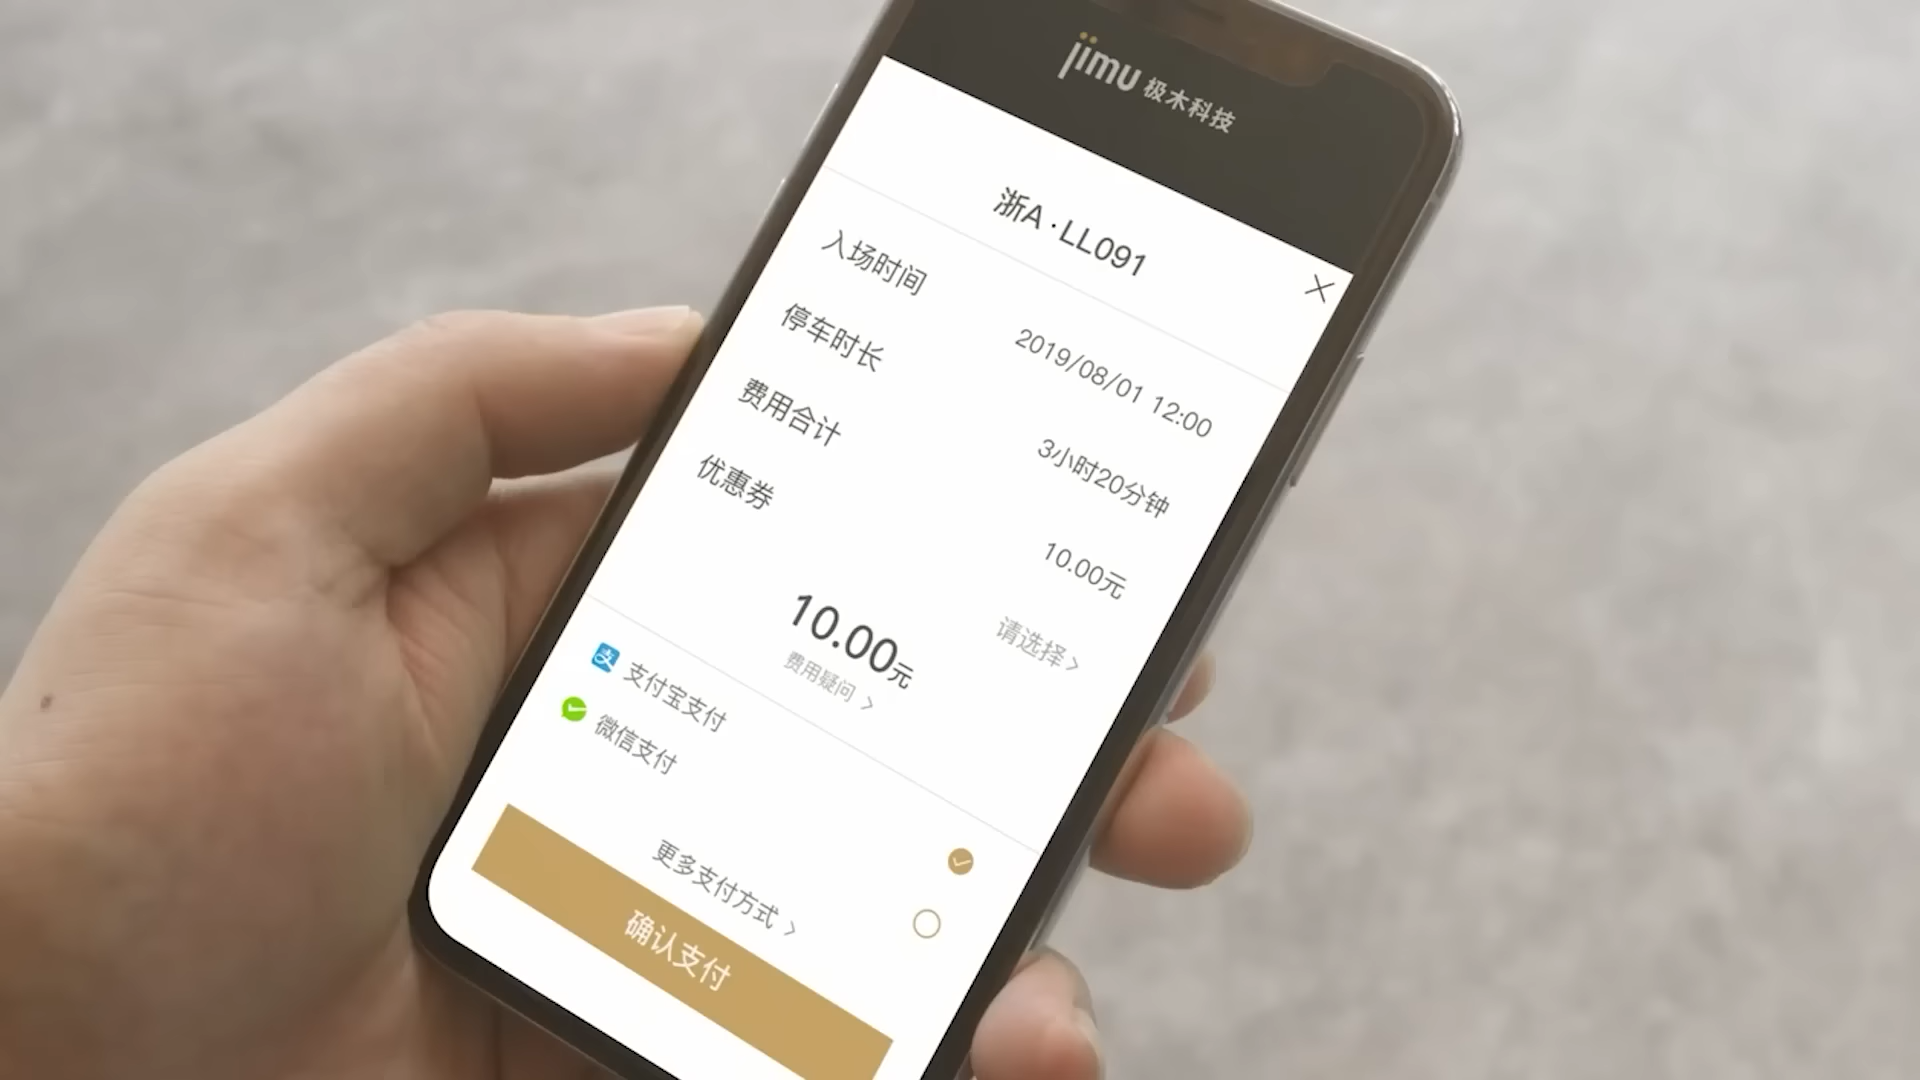 jimu 极木科技
浙A·LL091
入场时间 2019/08/01 12:00
停车时长 3小时20分钟
费用合计 10.00元
优惠券 请选择 >
10.00元
费用疑问 >
支 支付宝支付
微信支付
更多支付方式 >
确认支付